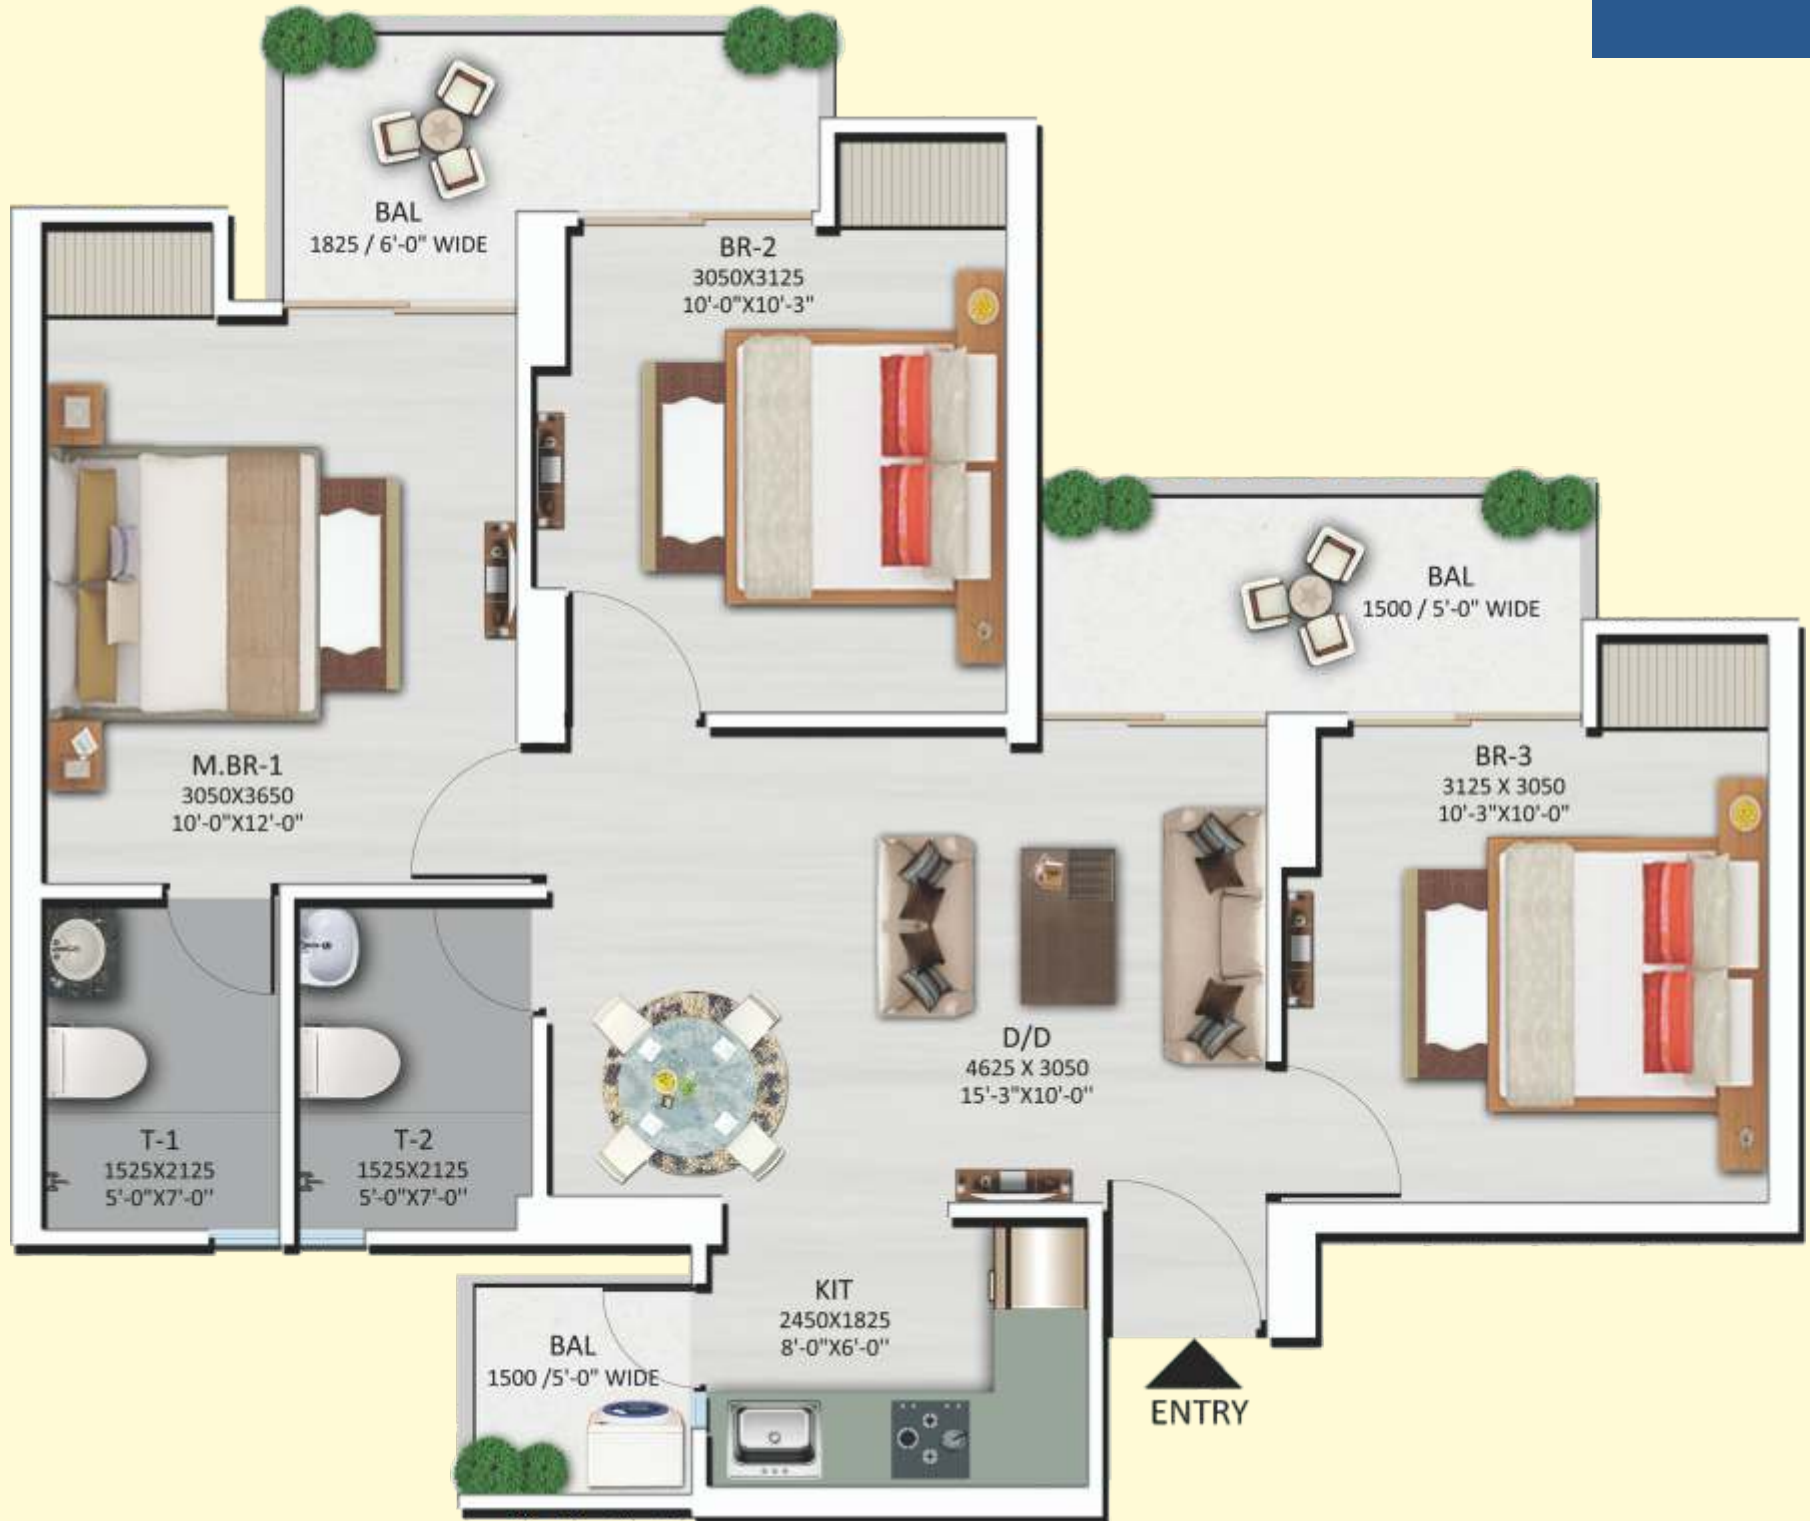 BAL
1825 / 6'-0" WIDE
BR-2
3050X3125
10'-0"X10'-3"
BAL
1500 / 5'-0" WIDE
M.BR-1
3050X3650
10'-0"X12'-0"
BR-3
3125 X 3050
10'-3"X10'-0"
D/D
4625 X 3050
15'-3"X10'-0"
T-1
1525X2125
5'-0"X7'-0"
T-2
1525X2125
5'-0"X7'-0"
KIT
2450X1825
8'-0"X6'-0"
BAL
1500 /5'-0" WIDE
ENTRY